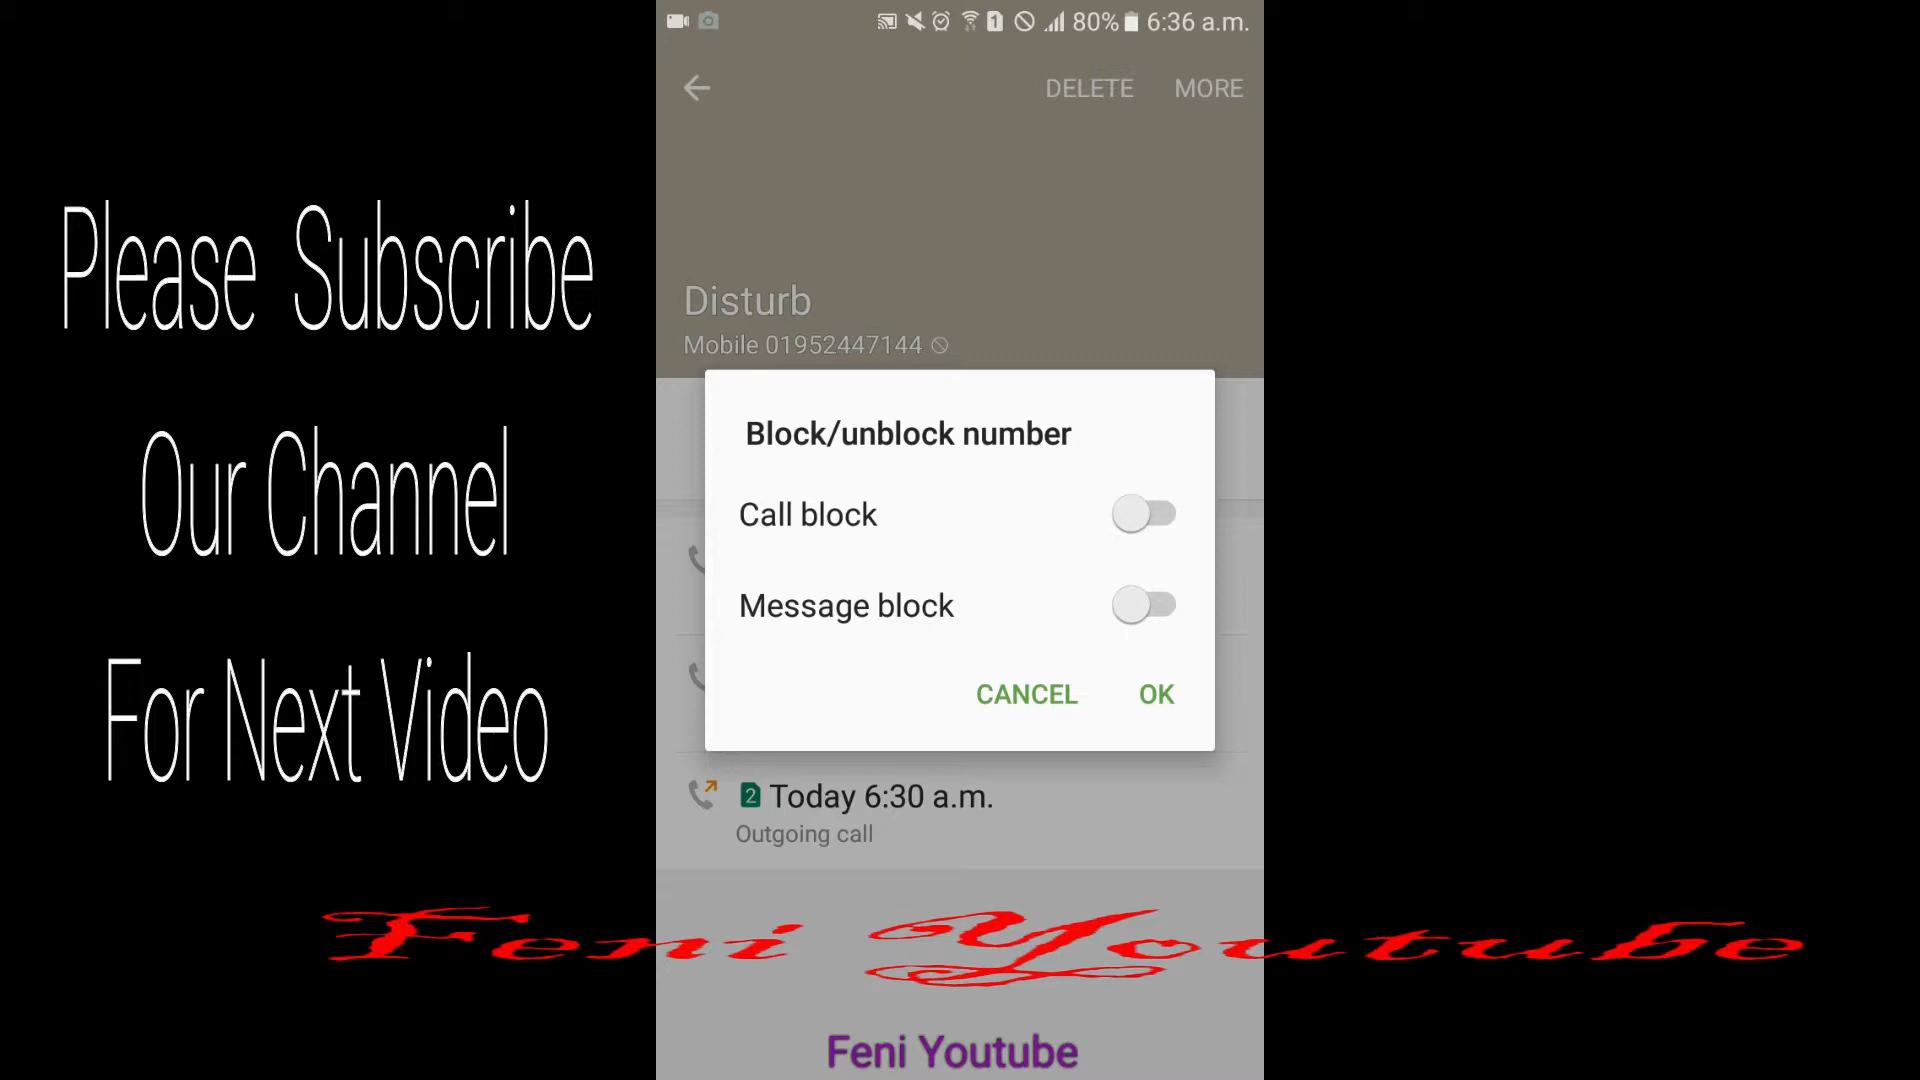 80% 6:36 a.m.
DELETE MORE
Disturb
Mobile 01952447144
Block/unblock number
Call block
Message block
CANCEL OK
2 Today 6:30 a.m.
Outgoing call
Please Subscribe
Our Channel
For Next Video
Feni Youtube
Feni Youtube